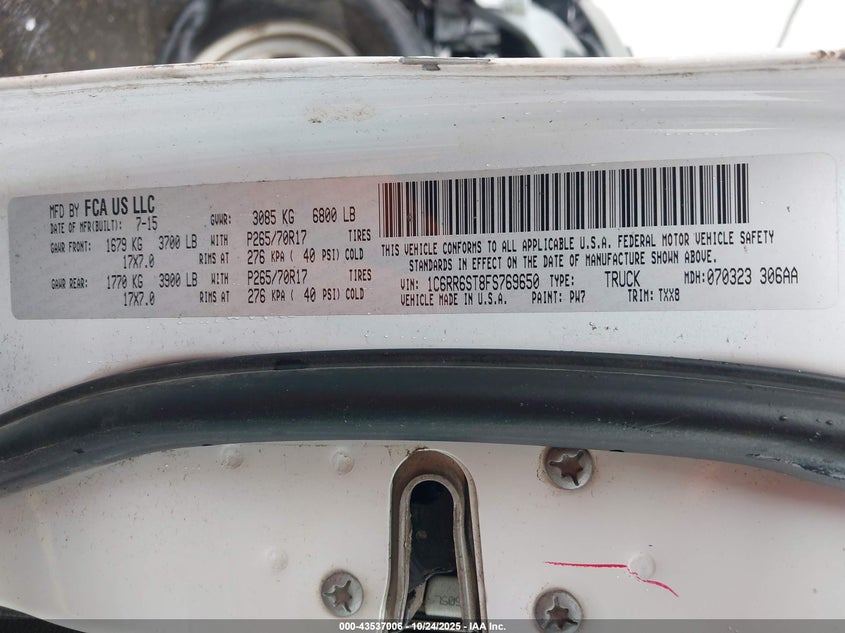 MFD BY FCA US LLC
DATE OF MFR(BUILT): 7-15 GVWR: 3085 KG 6800 LB
GAWR FRONT: 1679 KG 3700 LB WITH P265/70R17 TIRES
17X7.0 RIMS AT 276 KPA ( 40 PSI) COLD
GAWR REAR: 1770 KG 3900 LB WITH P265/70R17 TIRES
17X7.0 RIMS AT 276 KPA ( 40 PSI) COLD
THIS VEHICLE CONFORMS TO ALL APPLICABLE U.S.A. FEDERAL MOTOR VEHICLE SAFETY
STANDARDS IN EFFECT ON THE DATE OF MANUFACTURE SHOWN ABOVE.
VIN: 1C6RR6ST8FS769650 TYPE: TRUCK MDH: 070323 306AA
VEHICLE MADE IN U.S.A. PAINT: PW7 TRIM: TXX8
000-43537006 - 10/24/2025 - IAA Inc.